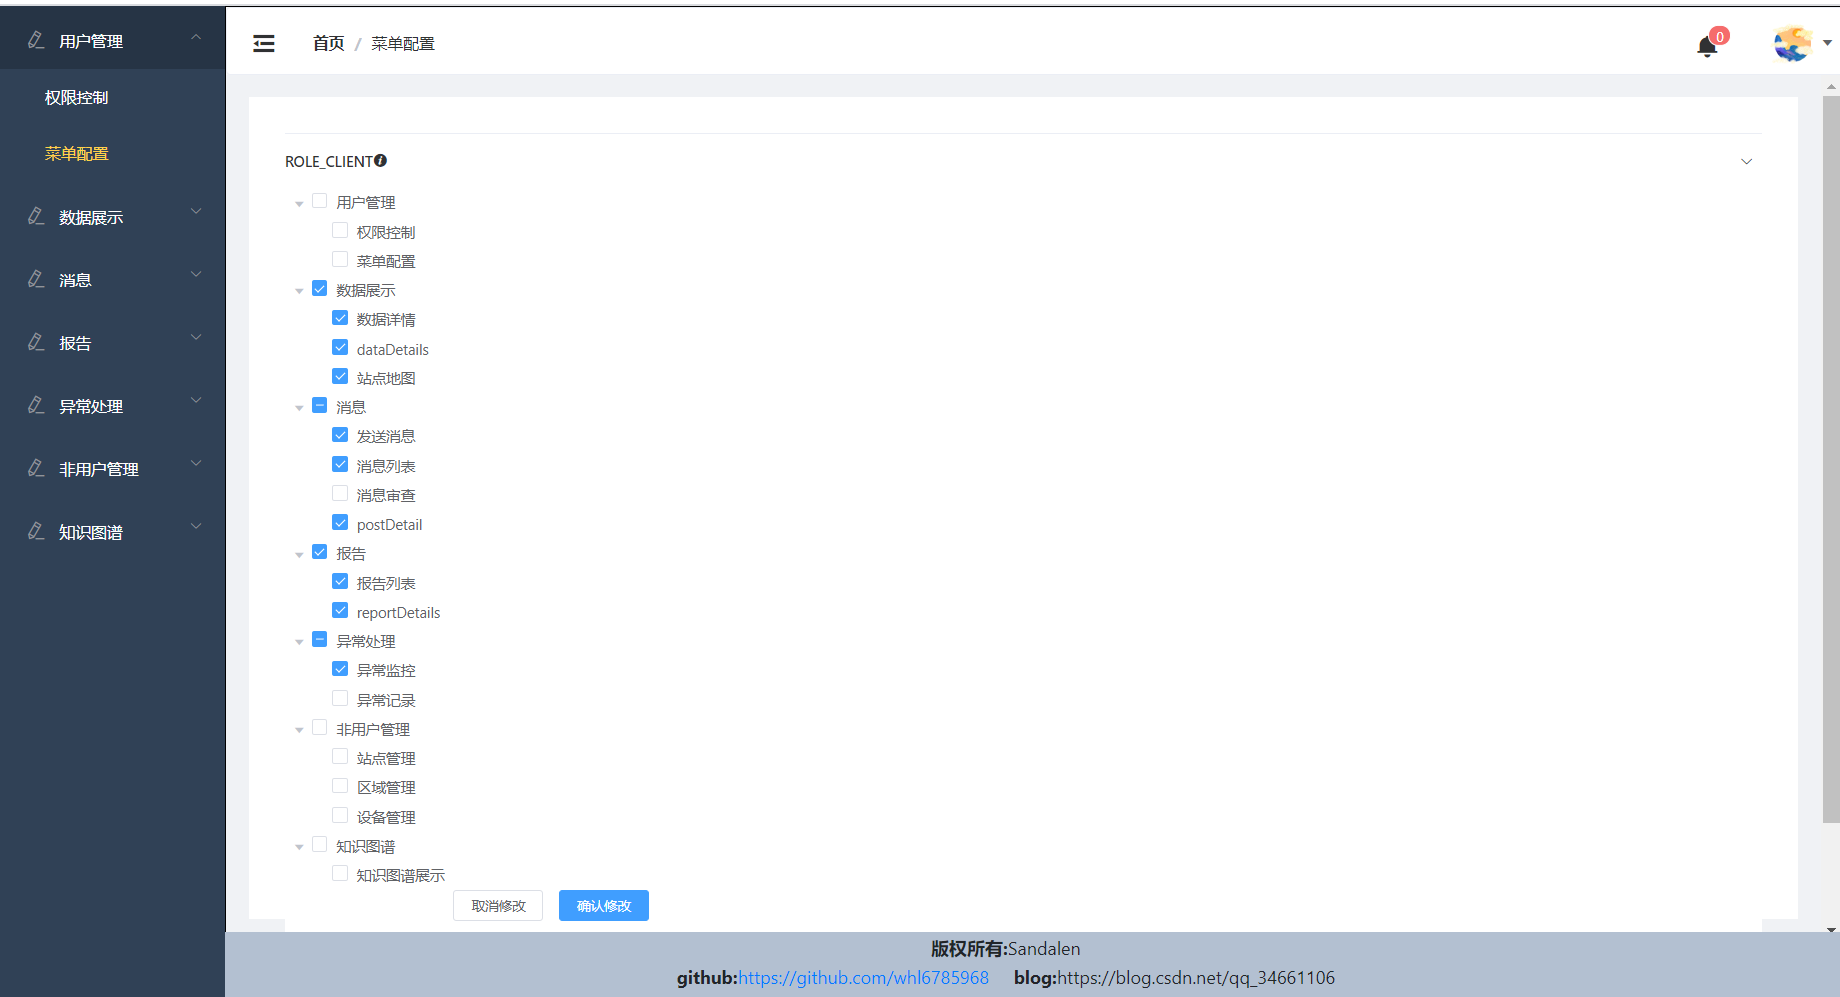 用户管理
权限控制
菜单配置
数据展示
消息
报告
异常处理
非用户管理
知识图谱
首页 / 菜单配置
0
ROLE_CLIENT
用户管理
权限控制
菜单配置
数据展示
数据详情
dataDetails
站点地图
消息
发送消息
消息列表
消息审查
postDetail
报告
报告列表
reportDetails
异常处理
异常监控
异常记录
非用户管理
站点管理
区域管理
设备管理
知识图谱
知识图谱展示
取消修改 确认修改
版权所有:Sandalen
github:https://github.com/whl6785968 blog:https://blog.csdn.net/qq_34661106